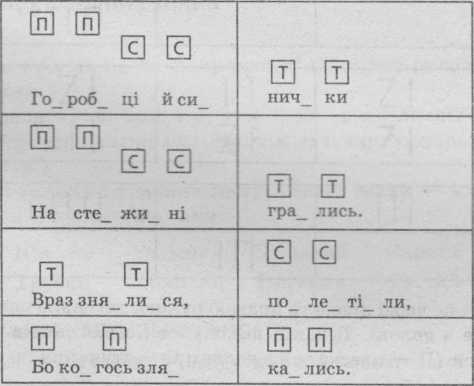 П П
С С
Т Т
Го_ роб_ ці й си_ нич_ ки
П П
С С
Т Т
На сте_ жи_ ні гра_ лись.
С С
Т Т
Враз зня_ ли_ ся, по_ ле_ ті_ ли,
П П П П
Бо ко_ гось зля_ ка_ лись.